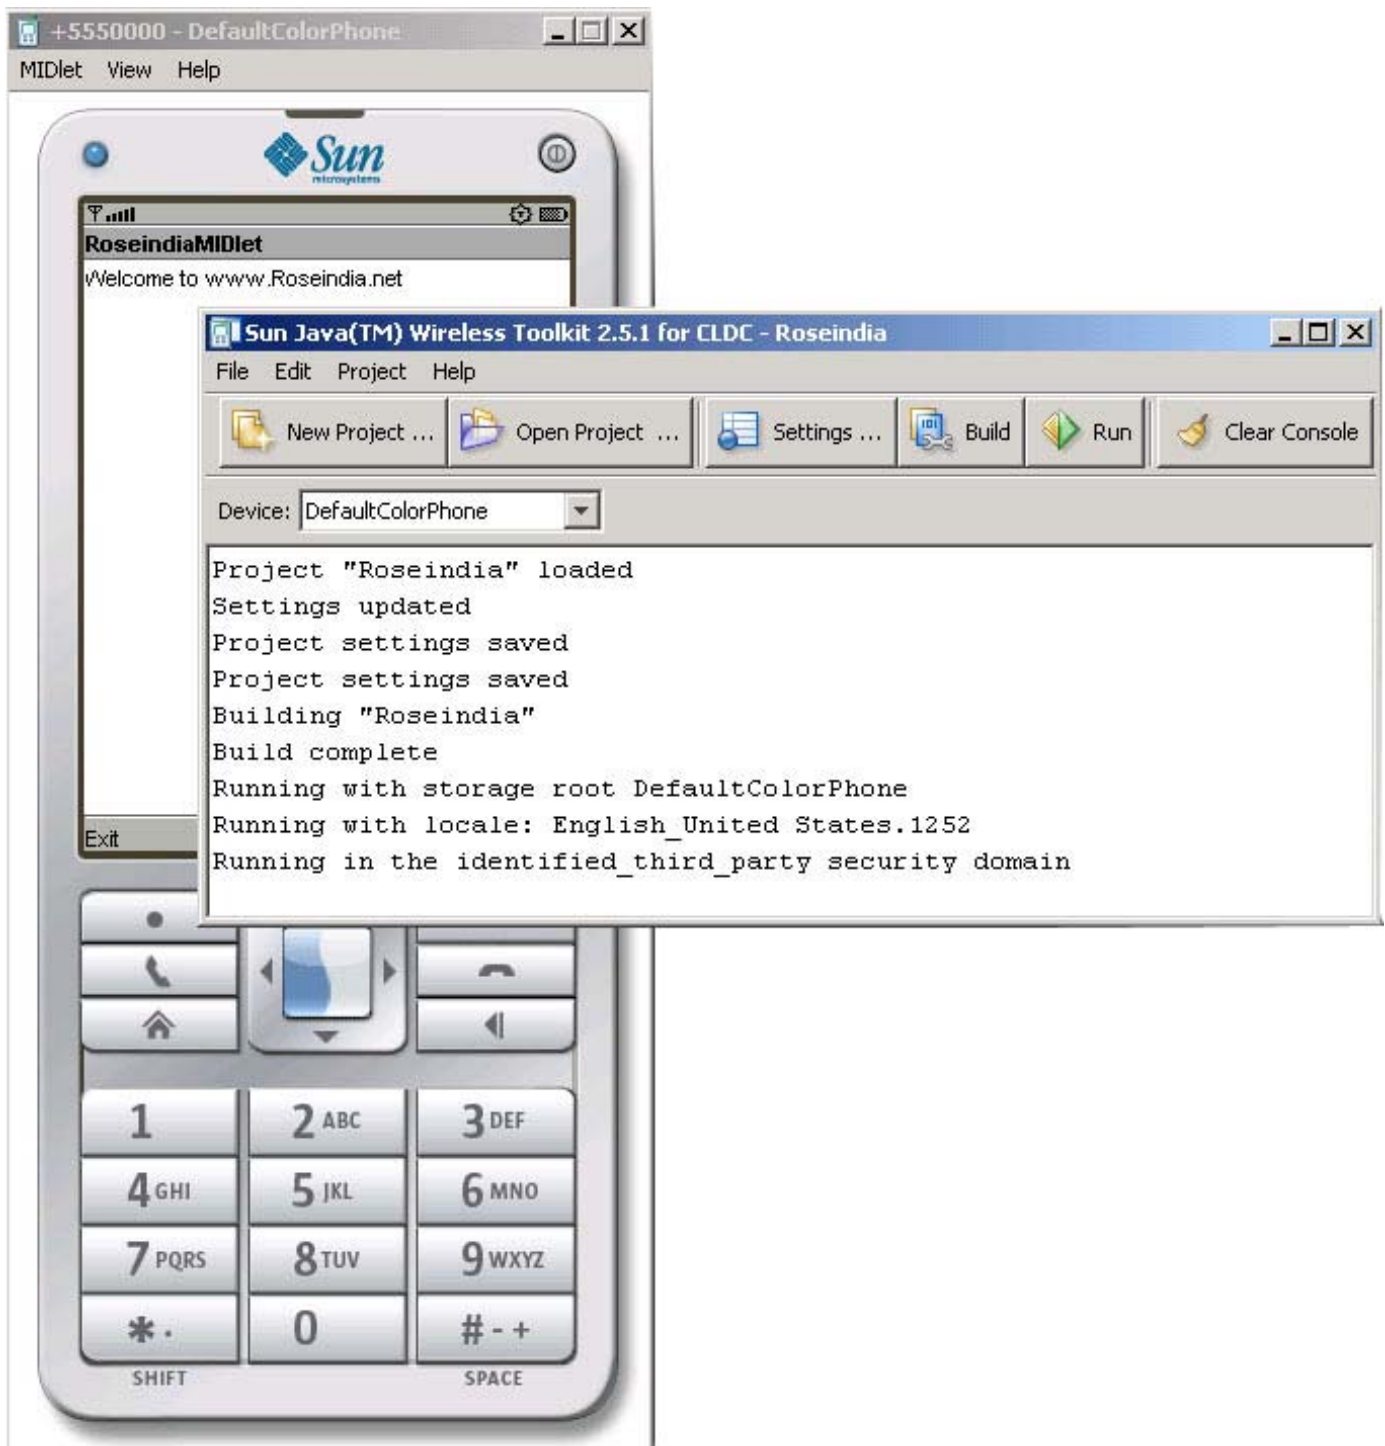 +5550000 - DefaultColorPhone
MIDlet View Help
Sun
microsystems
RoseindiaMIDlet
Welcome to www.Roseindia.net
Sun Java(TM) Wireless Toolkit 2.5.1 for CLDC - Roseindia
File Edit Project Help
New Project ... Open Project ... Settings ... Build Run Clear Console
Device: DefaultColorPhone
Project "Roseindia" loaded
Settings updated
Project settings saved
Project settings saved
Building "Roseindia"
Build complete
Running with storage root DefaultColorPhone
Running with locale: English_United States.1252
Running in the identified_third_party security domain
Exit
1 2 ABC 3 DEF
4 GHI 5 JKL 6 MNO
7 PQRS 8 TUV 9 WXYZ
* . 0 # - +
SHIFT SPACE